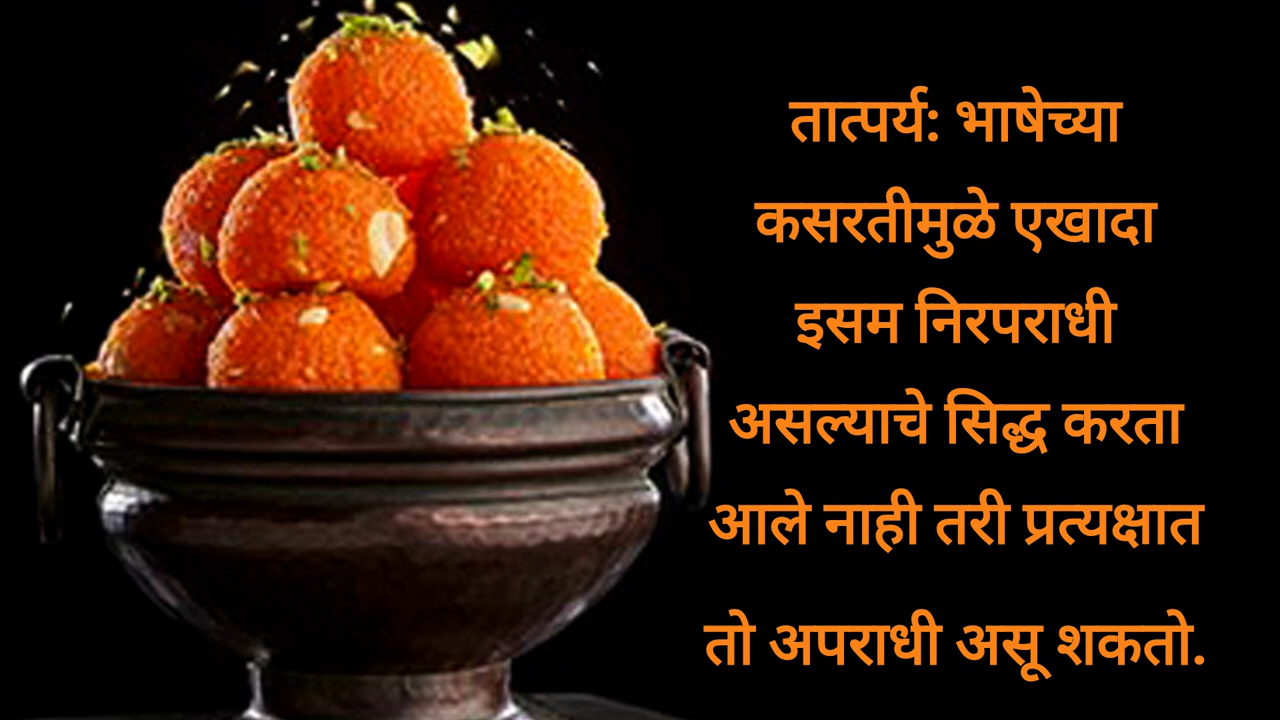 तात्पर्य: भाषेच्या
कसरतीमुळे एखादा
इसम निरपराधी
असल्याचे सिद्ध करता
आले नाही तरी प्रत्यक्षात
तो अपराधी असू शकतो.